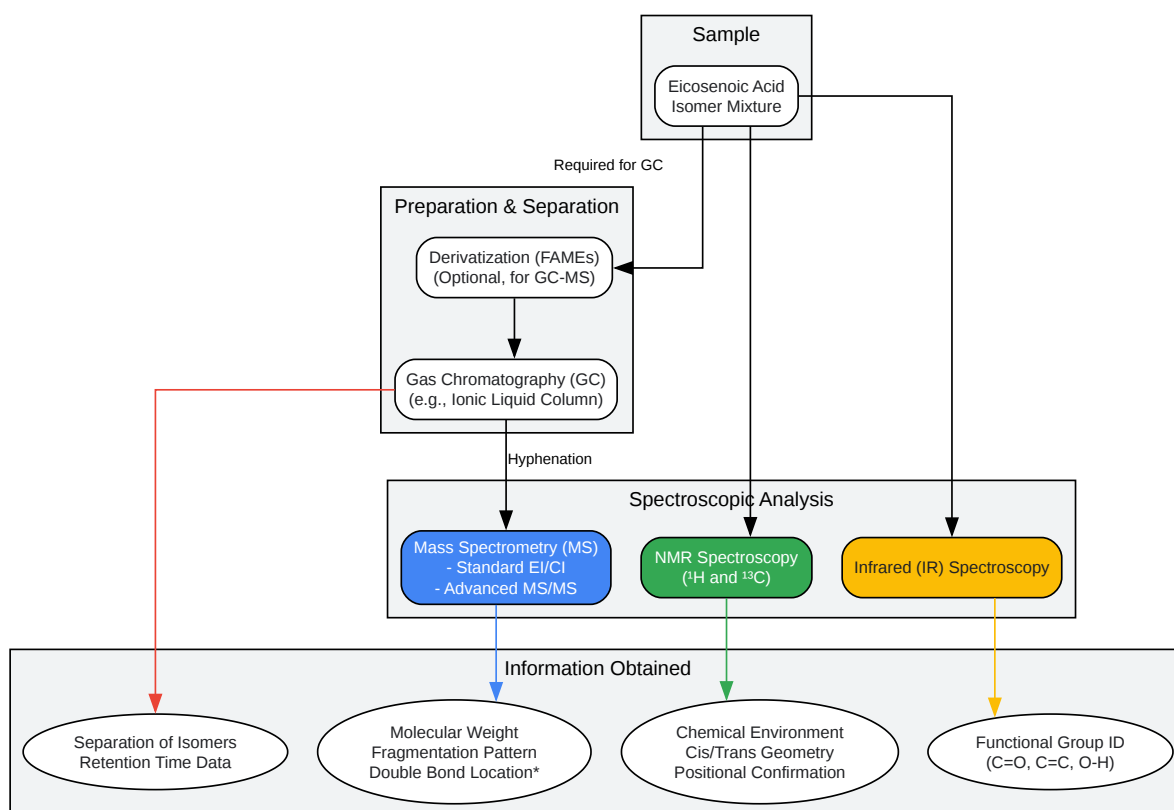 Sample
Eicosenoic Acid
Isomer Mixture
Required for GC
Preparation & Separation
Derivatization (FAMEs)
(Optional, for GC-MS)
Gas Chromatography (GC)
(e.g., Ionic Liquid Column)
Hyphenation
Spectroscopic Analysis
Mass Spectrometry (MS)
- Standard EI/CI
- Advanced MS/MS
NMR Spectroscopy
(¹H and ¹³C)
Infrared (IR) Spectroscopy
Information Obtained
Separation of Isomers
Retention Time Data
Molecular Weight
Fragmentation Pattern
Double Bond Location*
Chemical Environment
Cis/Trans Geometry
Positional Confirmation
Functional Group ID
(C=O, C=C, O-H)